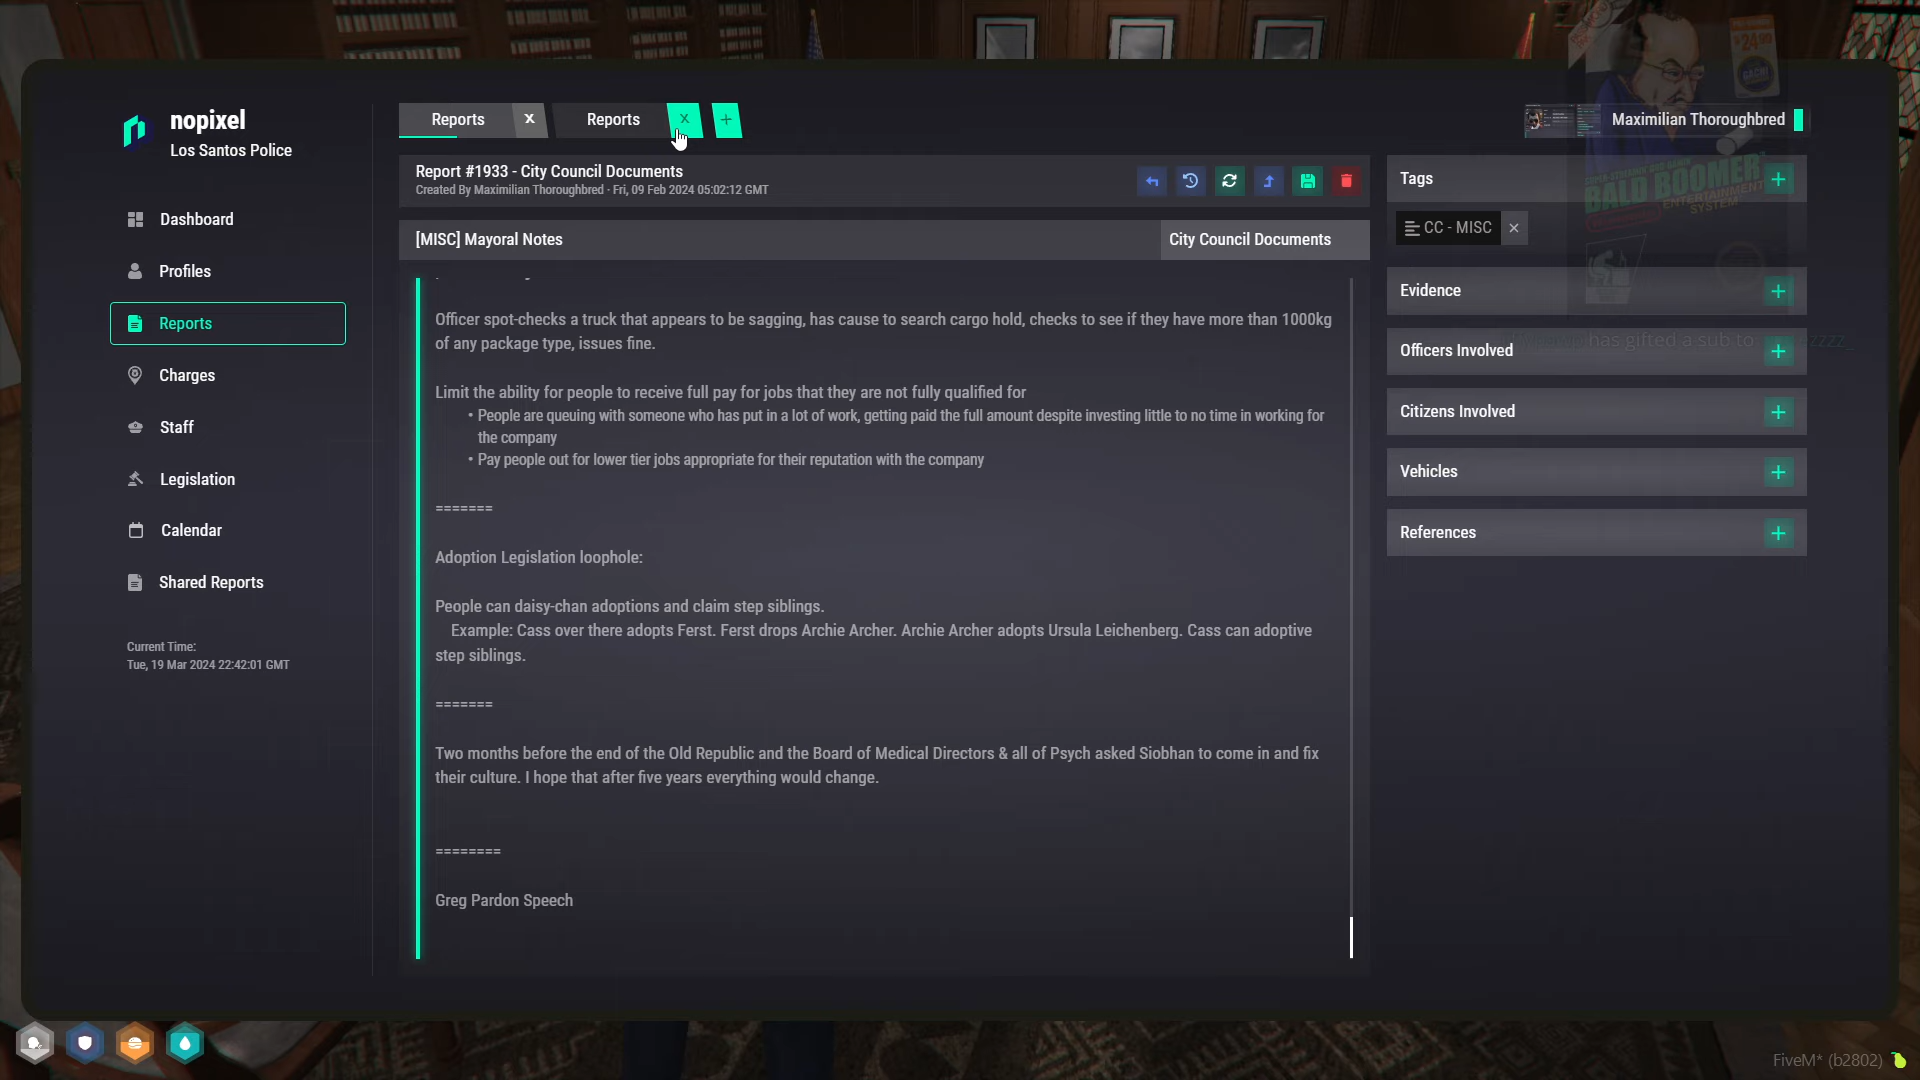 nopixel
Los Santos Police
Dashboard
Profiles
Reports
Charges
Staff
Legislation
Calendar
Shared Reports
Current Time:
Tue, 19 Mar 2024 22:42:01 GMT
Reports x
Reports x +
Report #1933 - City Council Documents
Created By Maximilian Thoroughbred - Fri, 09 Feb 2024 05:02:12 GMT
[MISC] Mayoral Notes
City Council Documents
Officer spot-checks a truck that appears to be sagging, has cause to search cargo hold, checks to see if they have more than 1000kg
of any package type, issues fine.
Limit the ability for people to receive full pay for jobs that they are not fully qualified for
• People are queuing with someone who has put in a lot of work, getting paid the full amount despite investing little to no time in working for
the company
• Pay people out for lower tier jobs appropriate for their reputation with the company
=======
Adoption Legislation loophole:
People can daisy-chan adoptions and claim step siblings.
Example: Cass over there adopts Ferst. Ferst drops Archie Archer. Archie Archer adopts Ursula Leichenberg. Cass can adoptive
step siblings.
=======
Two months before the end of the Old Republic and the Board of Medical Directors & all of Psych asked Siobhan to come in and fix
their culture. I hope that after five years everything would change.
========
Greg Pardon Speech
Maximilian Thoroughbred
Tags +
CC - MISC ×
Evidence +
Officers Involved +
Citizens Involved +
Vehicles +
References +
$24.99
BALD BOOMER
ENTERTAINMENT
SYSTEM
has gifted a sub to
FiveM* (b2802)